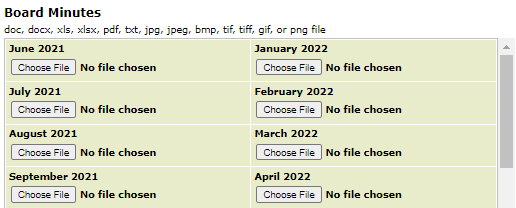 Board Minutes
doc, docx, xls, xlsx, pdf, txt, jpg, jpeg, bmp, tif, tiff, gif, or png file
June 2021 January 2022
Choose File No file chosen Choose File No file chosen
July 2021 February 2022
Choose File No file chosen Choose File No file chosen
August 2021 March 2022
Choose File No file chosen Choose File No file chosen
September 2021 April 2022
Choose File No file chosen Choose File No file chosen